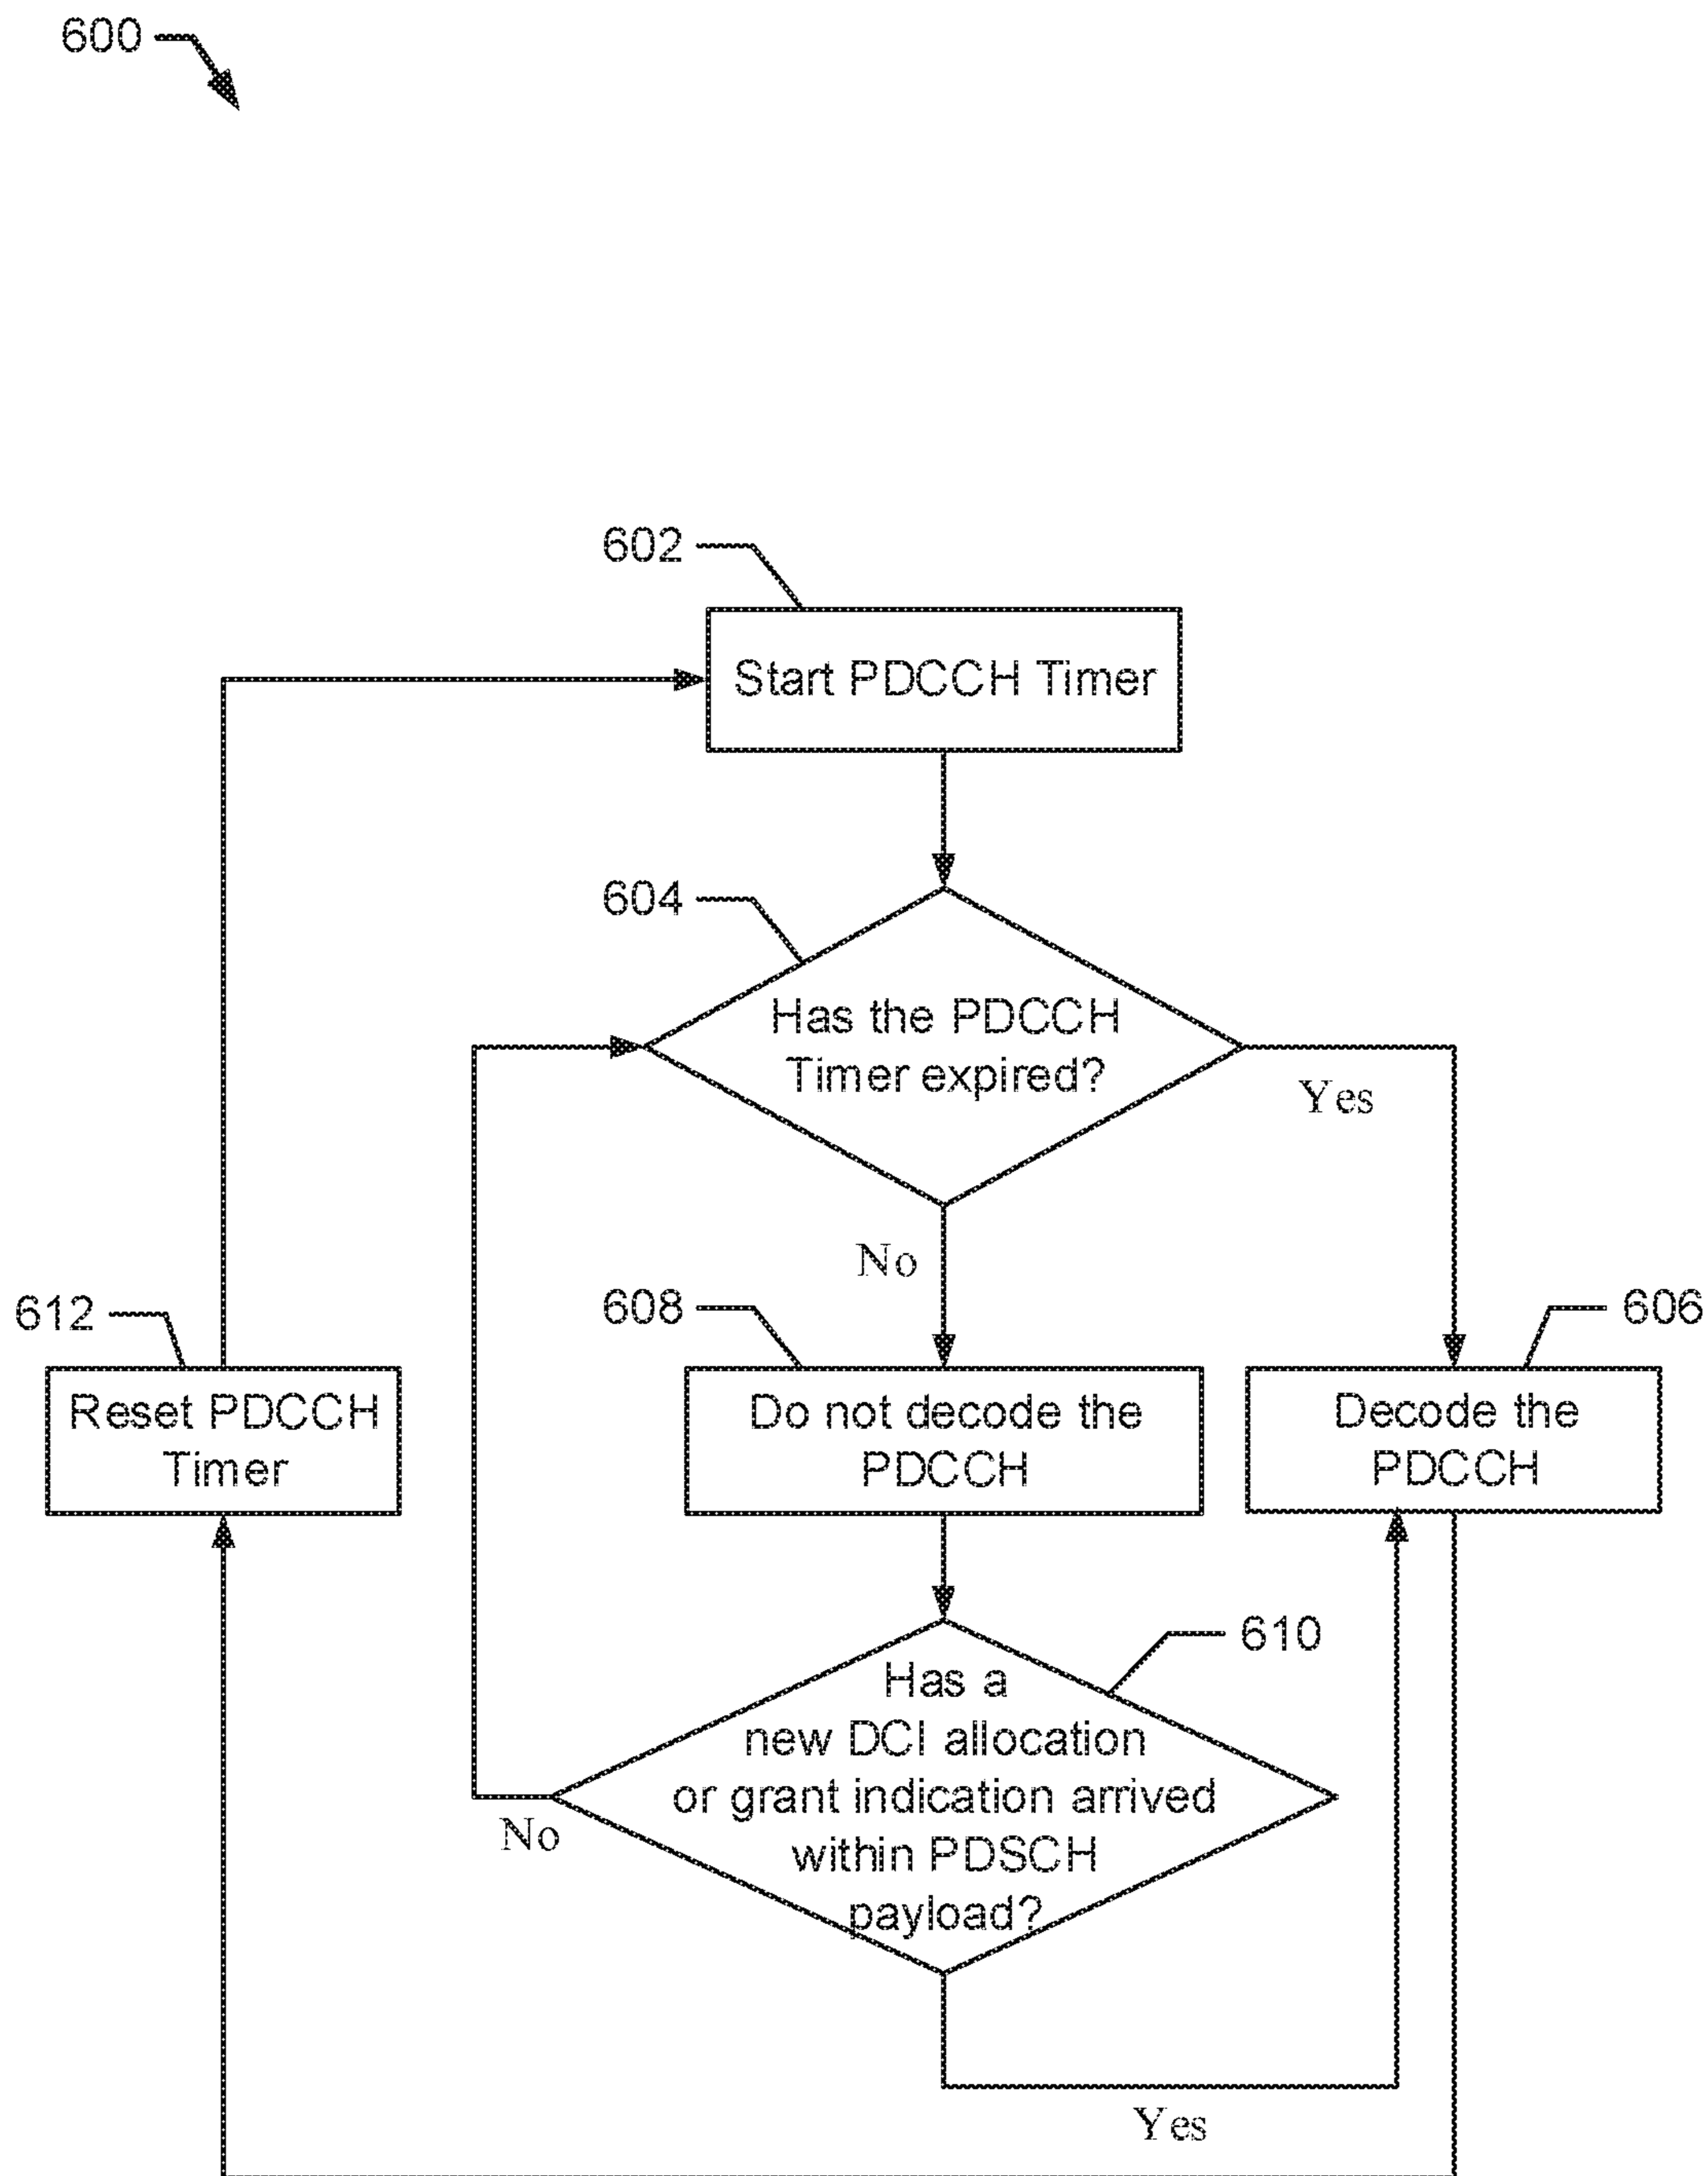 600
602
Start PDCCH Timer
604
Has the PDCCH
Timer expired?
Yes
No
612
608
606
Reset PDCCH
Timer
Do not decode the
PDCCH
Decode the
PDCCH
610
Has a
new DCI allocation
or grant indication arrived
within PDSCH
payload?
No
Yes